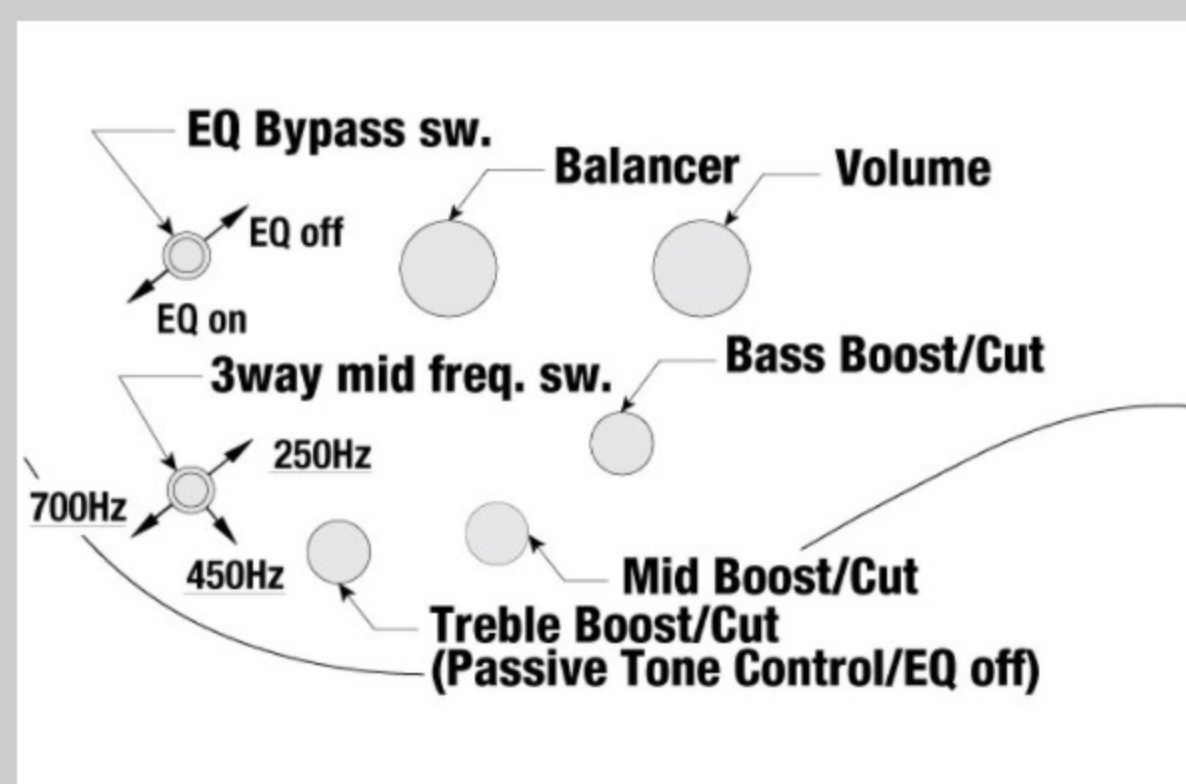 EQ Bypass sw.
Balancer
Volume
EQ off
EQ on
Bass Boost/Cut
3way mid freq. sw.
250Hz
700Hz
450Hz
Mid Boost/Cut
Treble Boost/Cut
(Passive Tone Control/EQ off)